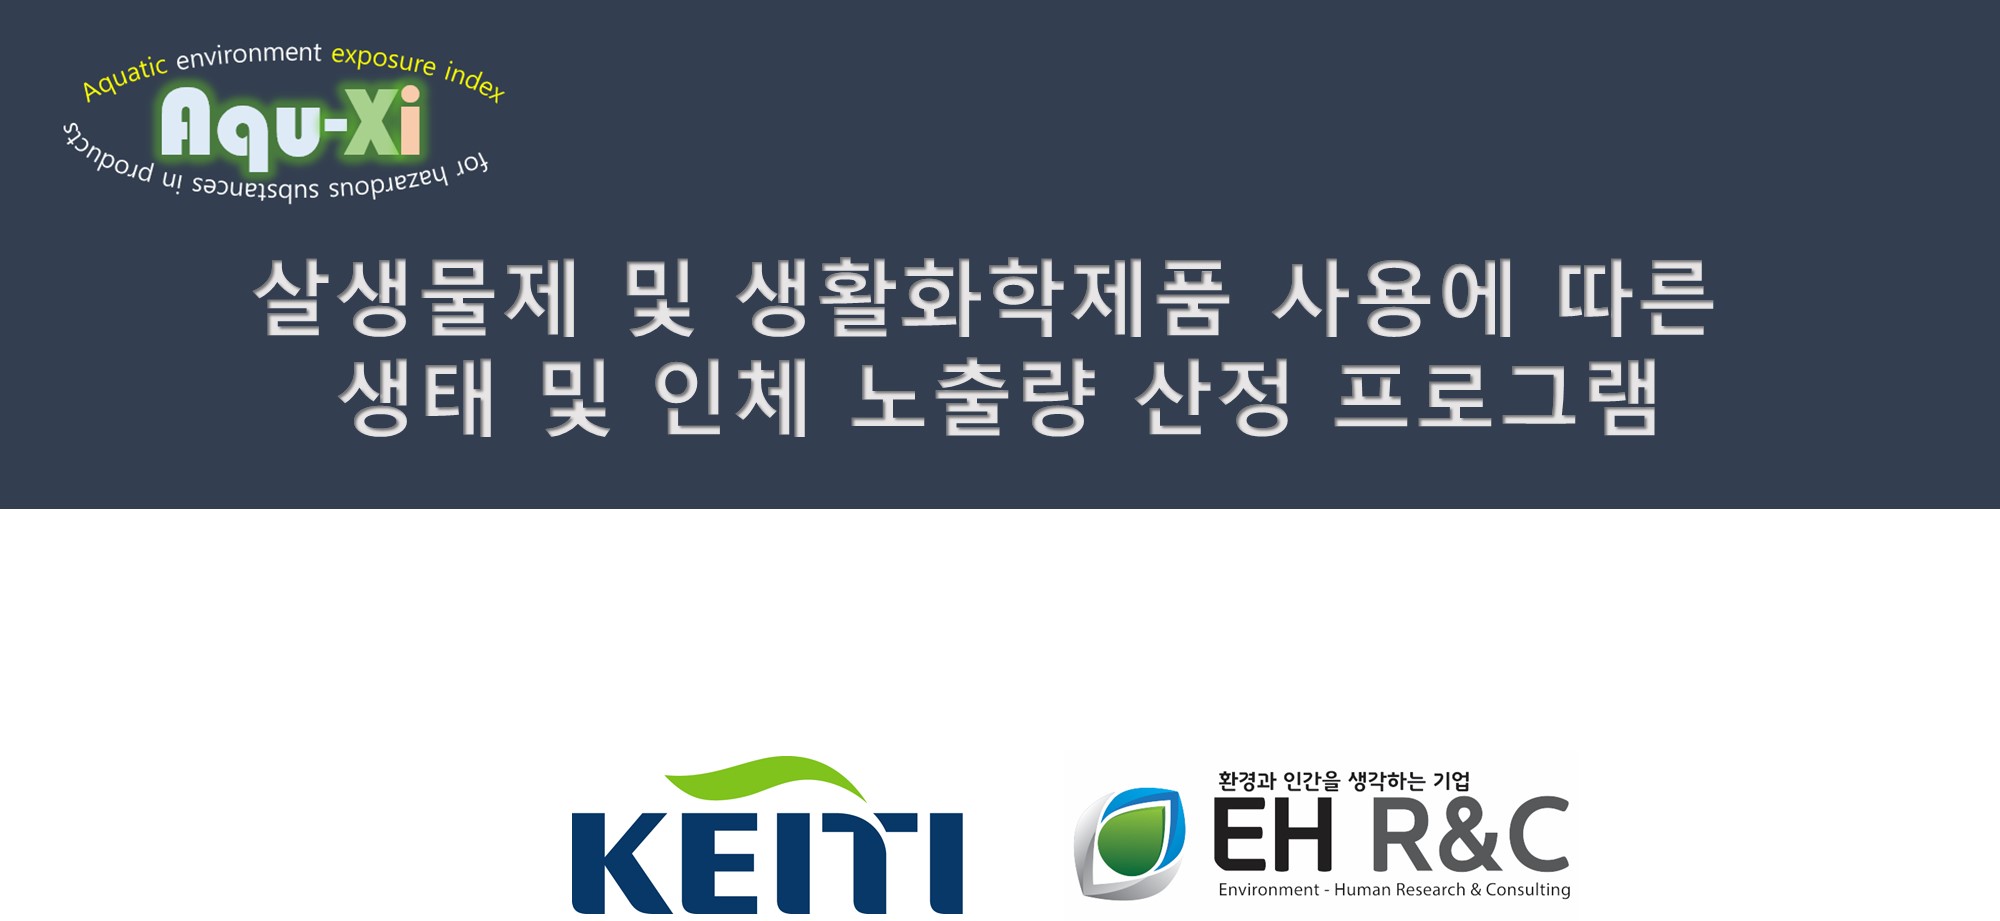 Aquatic environment exposure index
Aqu-Xi
for hazardous substances in products
살생물제 및 생활화학제품 사용에 따른
생태 및 인체 노출량 산정 프로그램
KEITI
환경과 인간을 생각하는 기업
EH R&C
Environment - Human Research & Consulting